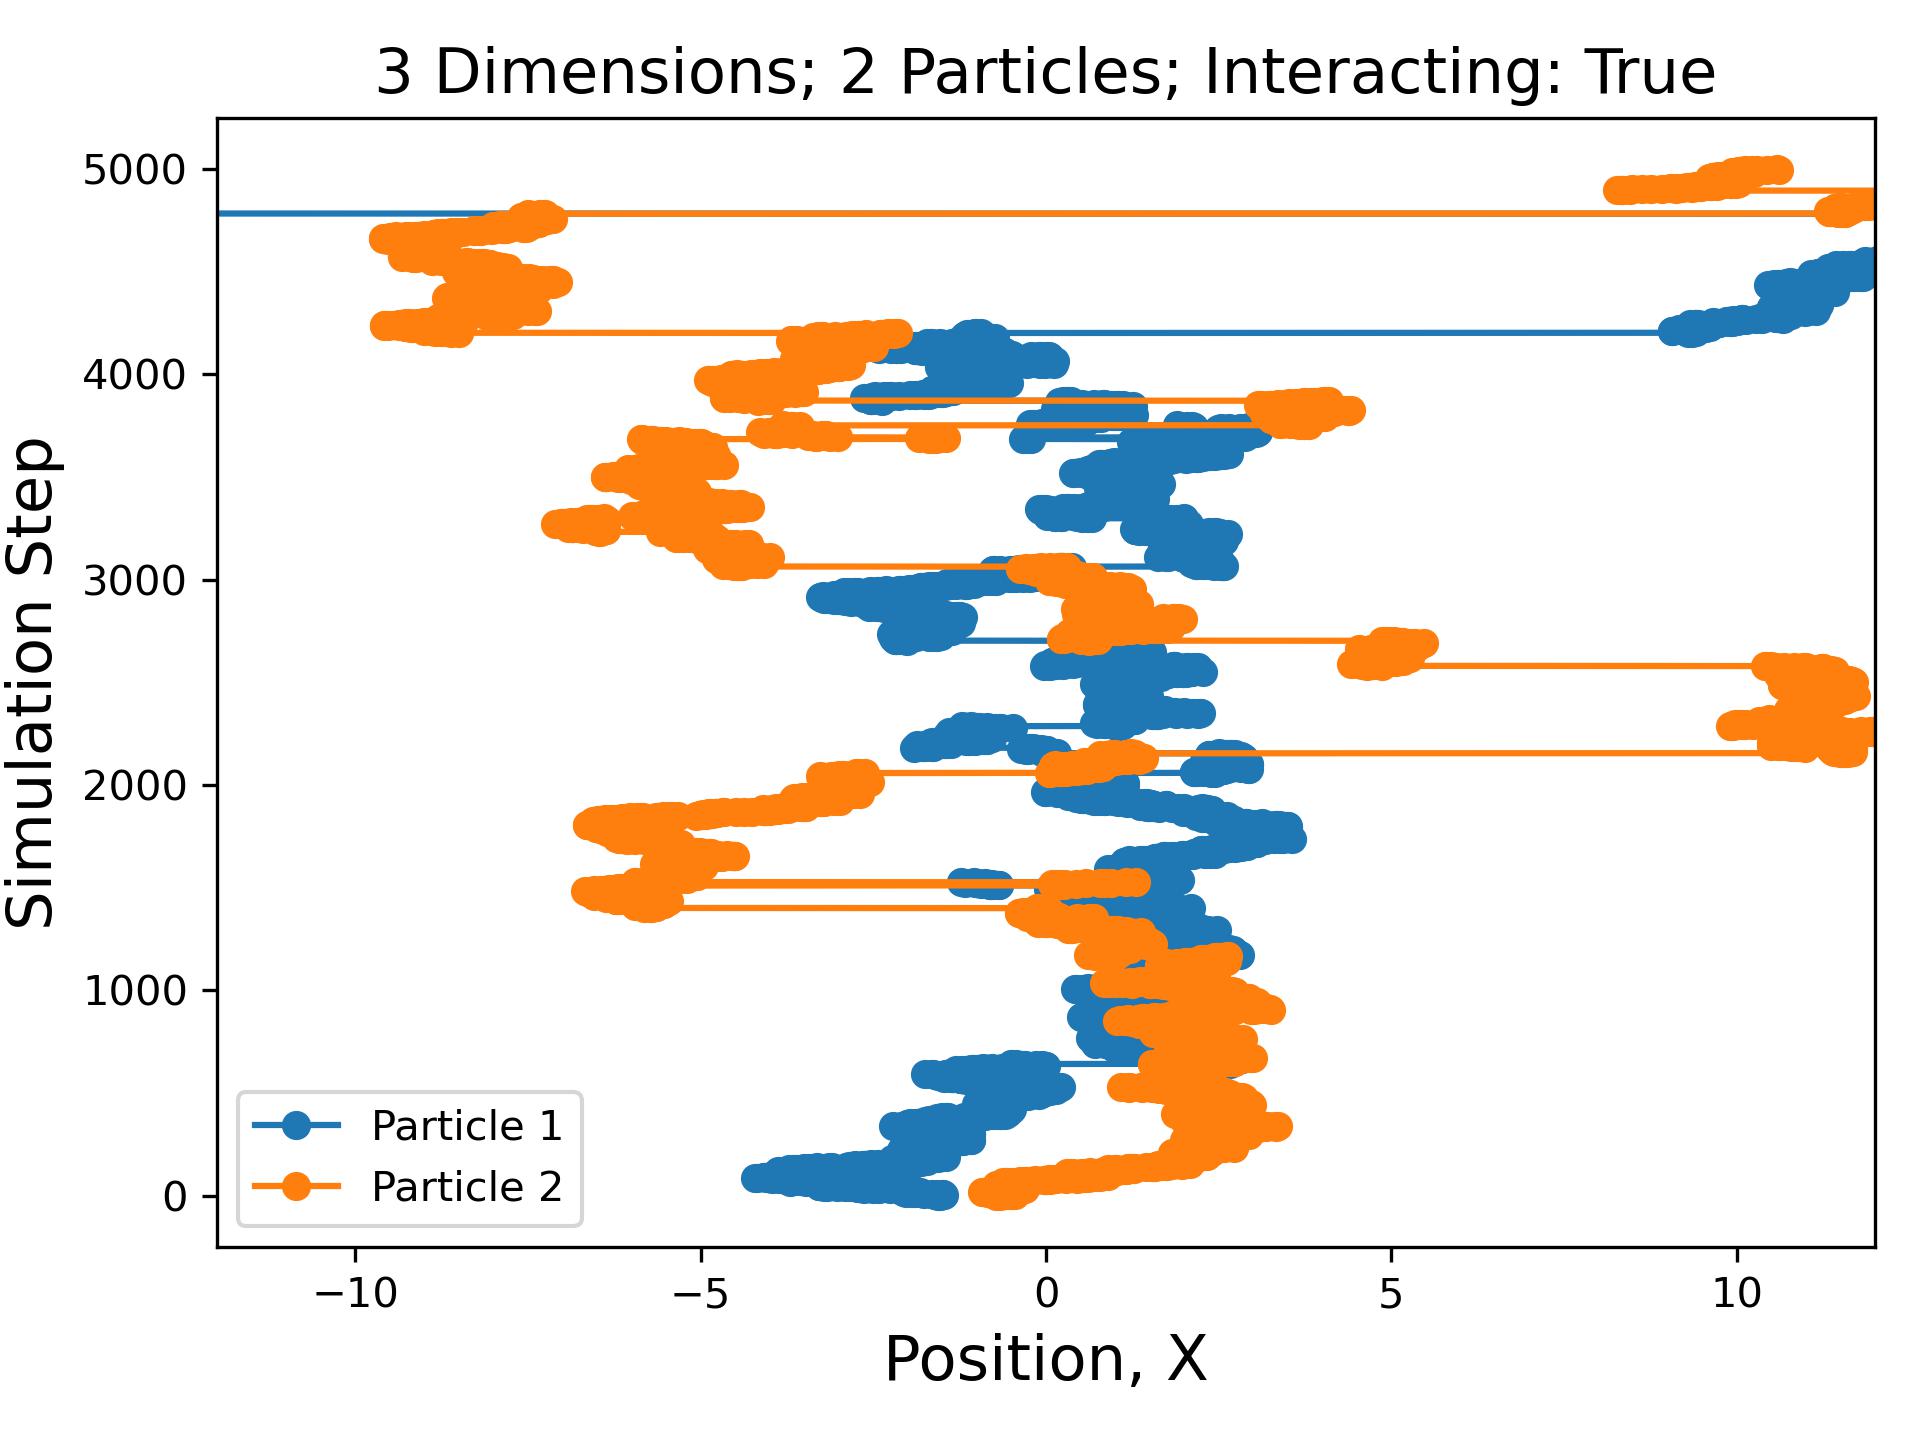 3 Dimensions; 2 Particles; Interacting: True
Simulation Step
5000
4000
3000
2000
1000
0
Particle 1
Particle 2
−10
−5
0
5
10
Position, X